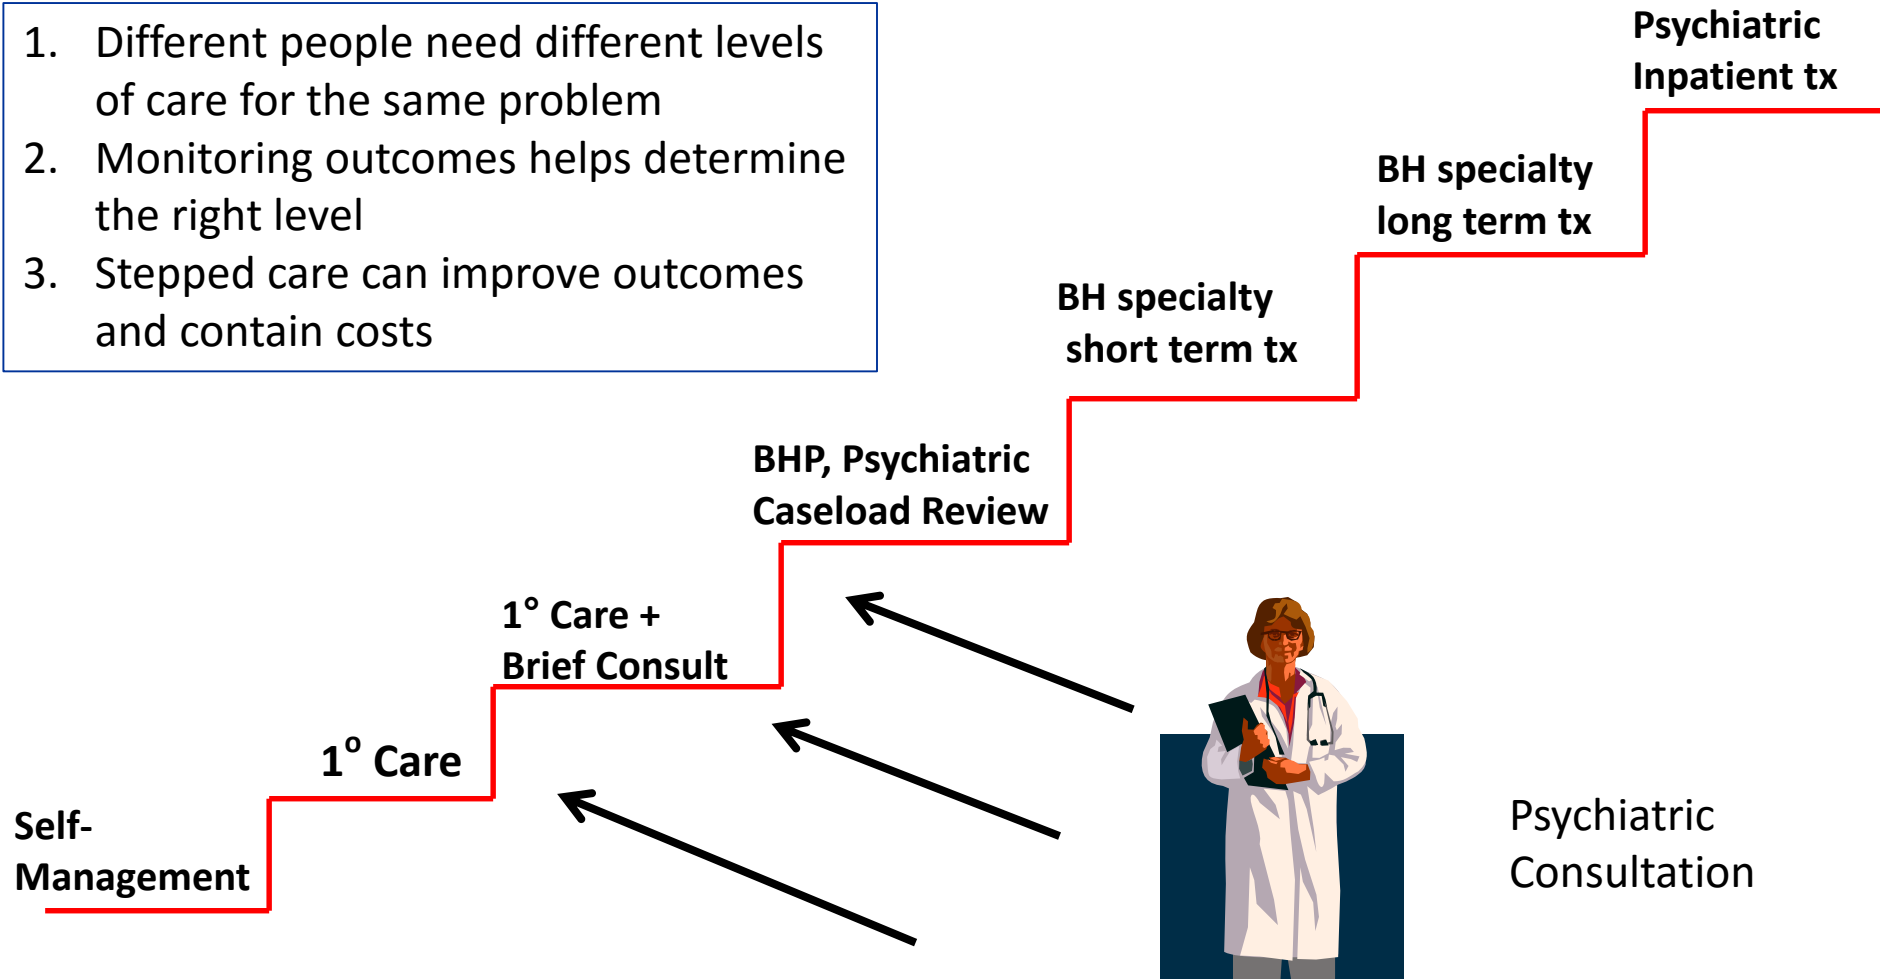 1. Different people need different levels
of care for the same problem
2. Monitoring outcomes helps determine
the right level
3. Stepped care can improve outcomes
and contain costs
Psychiatric
Inpatient tx
BH specialty
long term tx
BH specialty
short term tx
BHP, Psychiatric
Caseload Review
1° Care +
Brief Consult
1° Care
Self-
Management
Psychiatric
Consultation